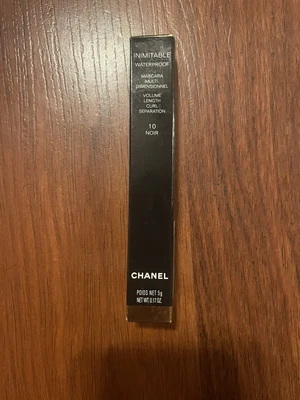 INIMITABLE
WATERPROOF
MASCARA
MULTI
DIMENSIONNEL
VOLUME
LENGTH
CURL
SEPARATION
10
NOIR
CHANEL
POIDS NET 5g
NET WT. 0.17 OZ.